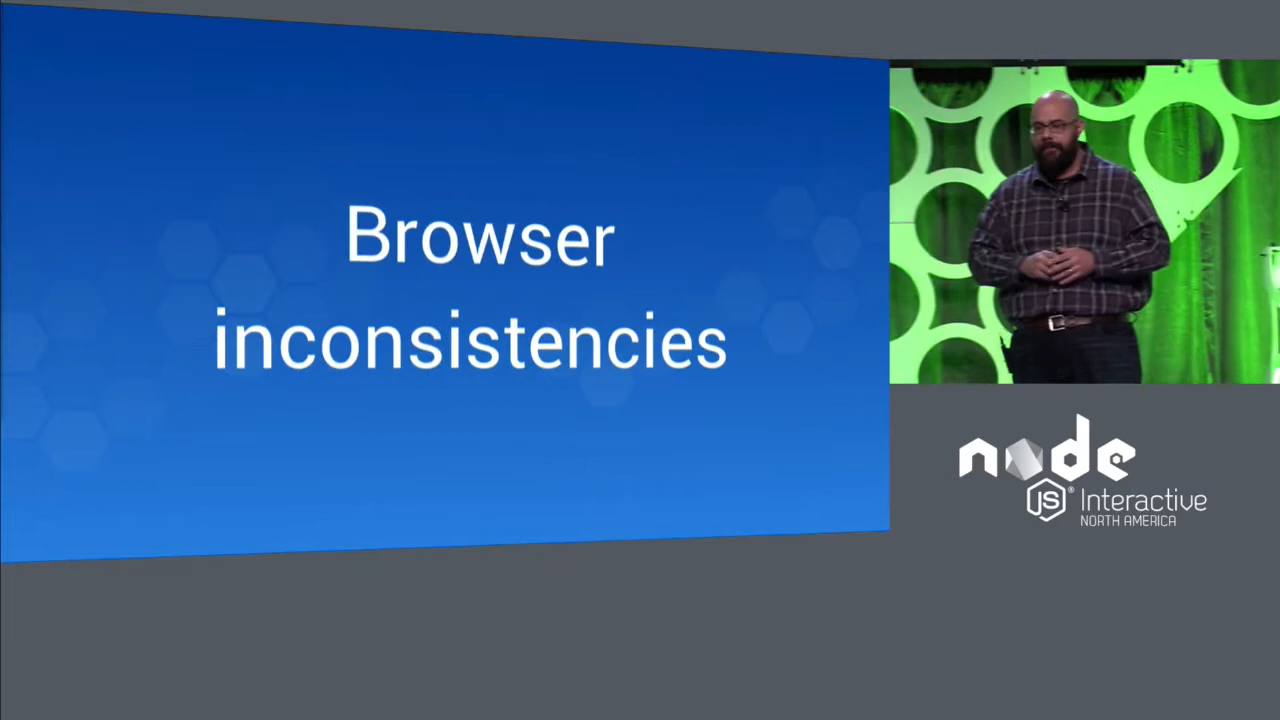 Browser
inconsistencies
node
JS® Interactive
NORTH AMERICA